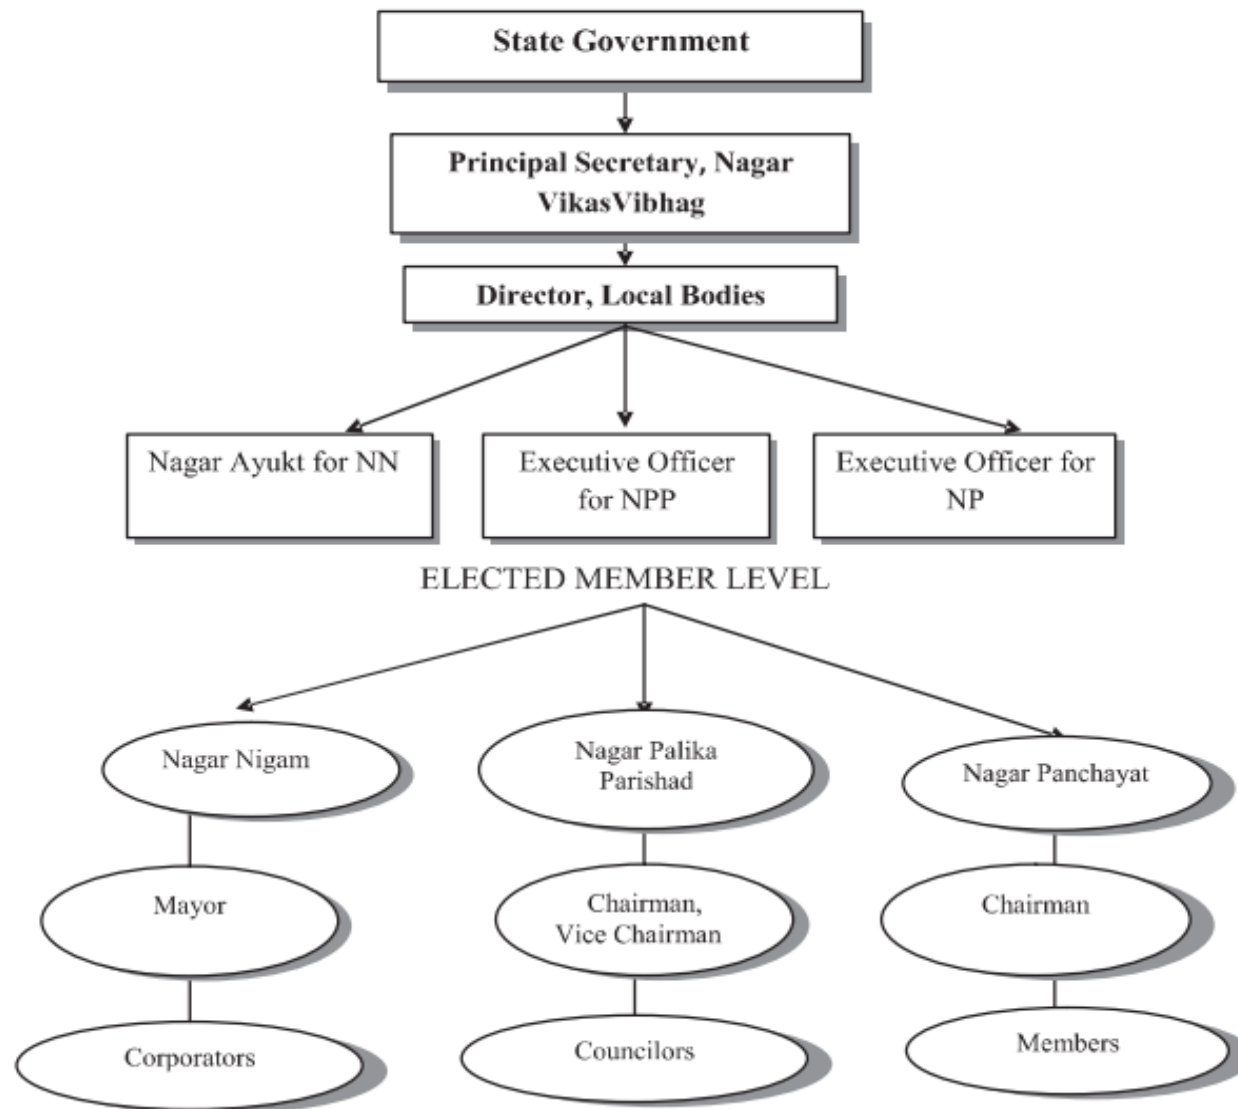 State Government
Principal Secretary, Nagar
VikasVibhag
Director, Local Bodies
Nagar Ayukt for NN
Executive Officer
for NPP
Executive Officer for
NP
ELECTED MEMBER LEVEL
Nagar Nigam
Nagar Palika
Parishad
Nagar Panchayat
Mayor
Chairman,
Vice Chairman
Chairman
Corporators
Councilors
Members